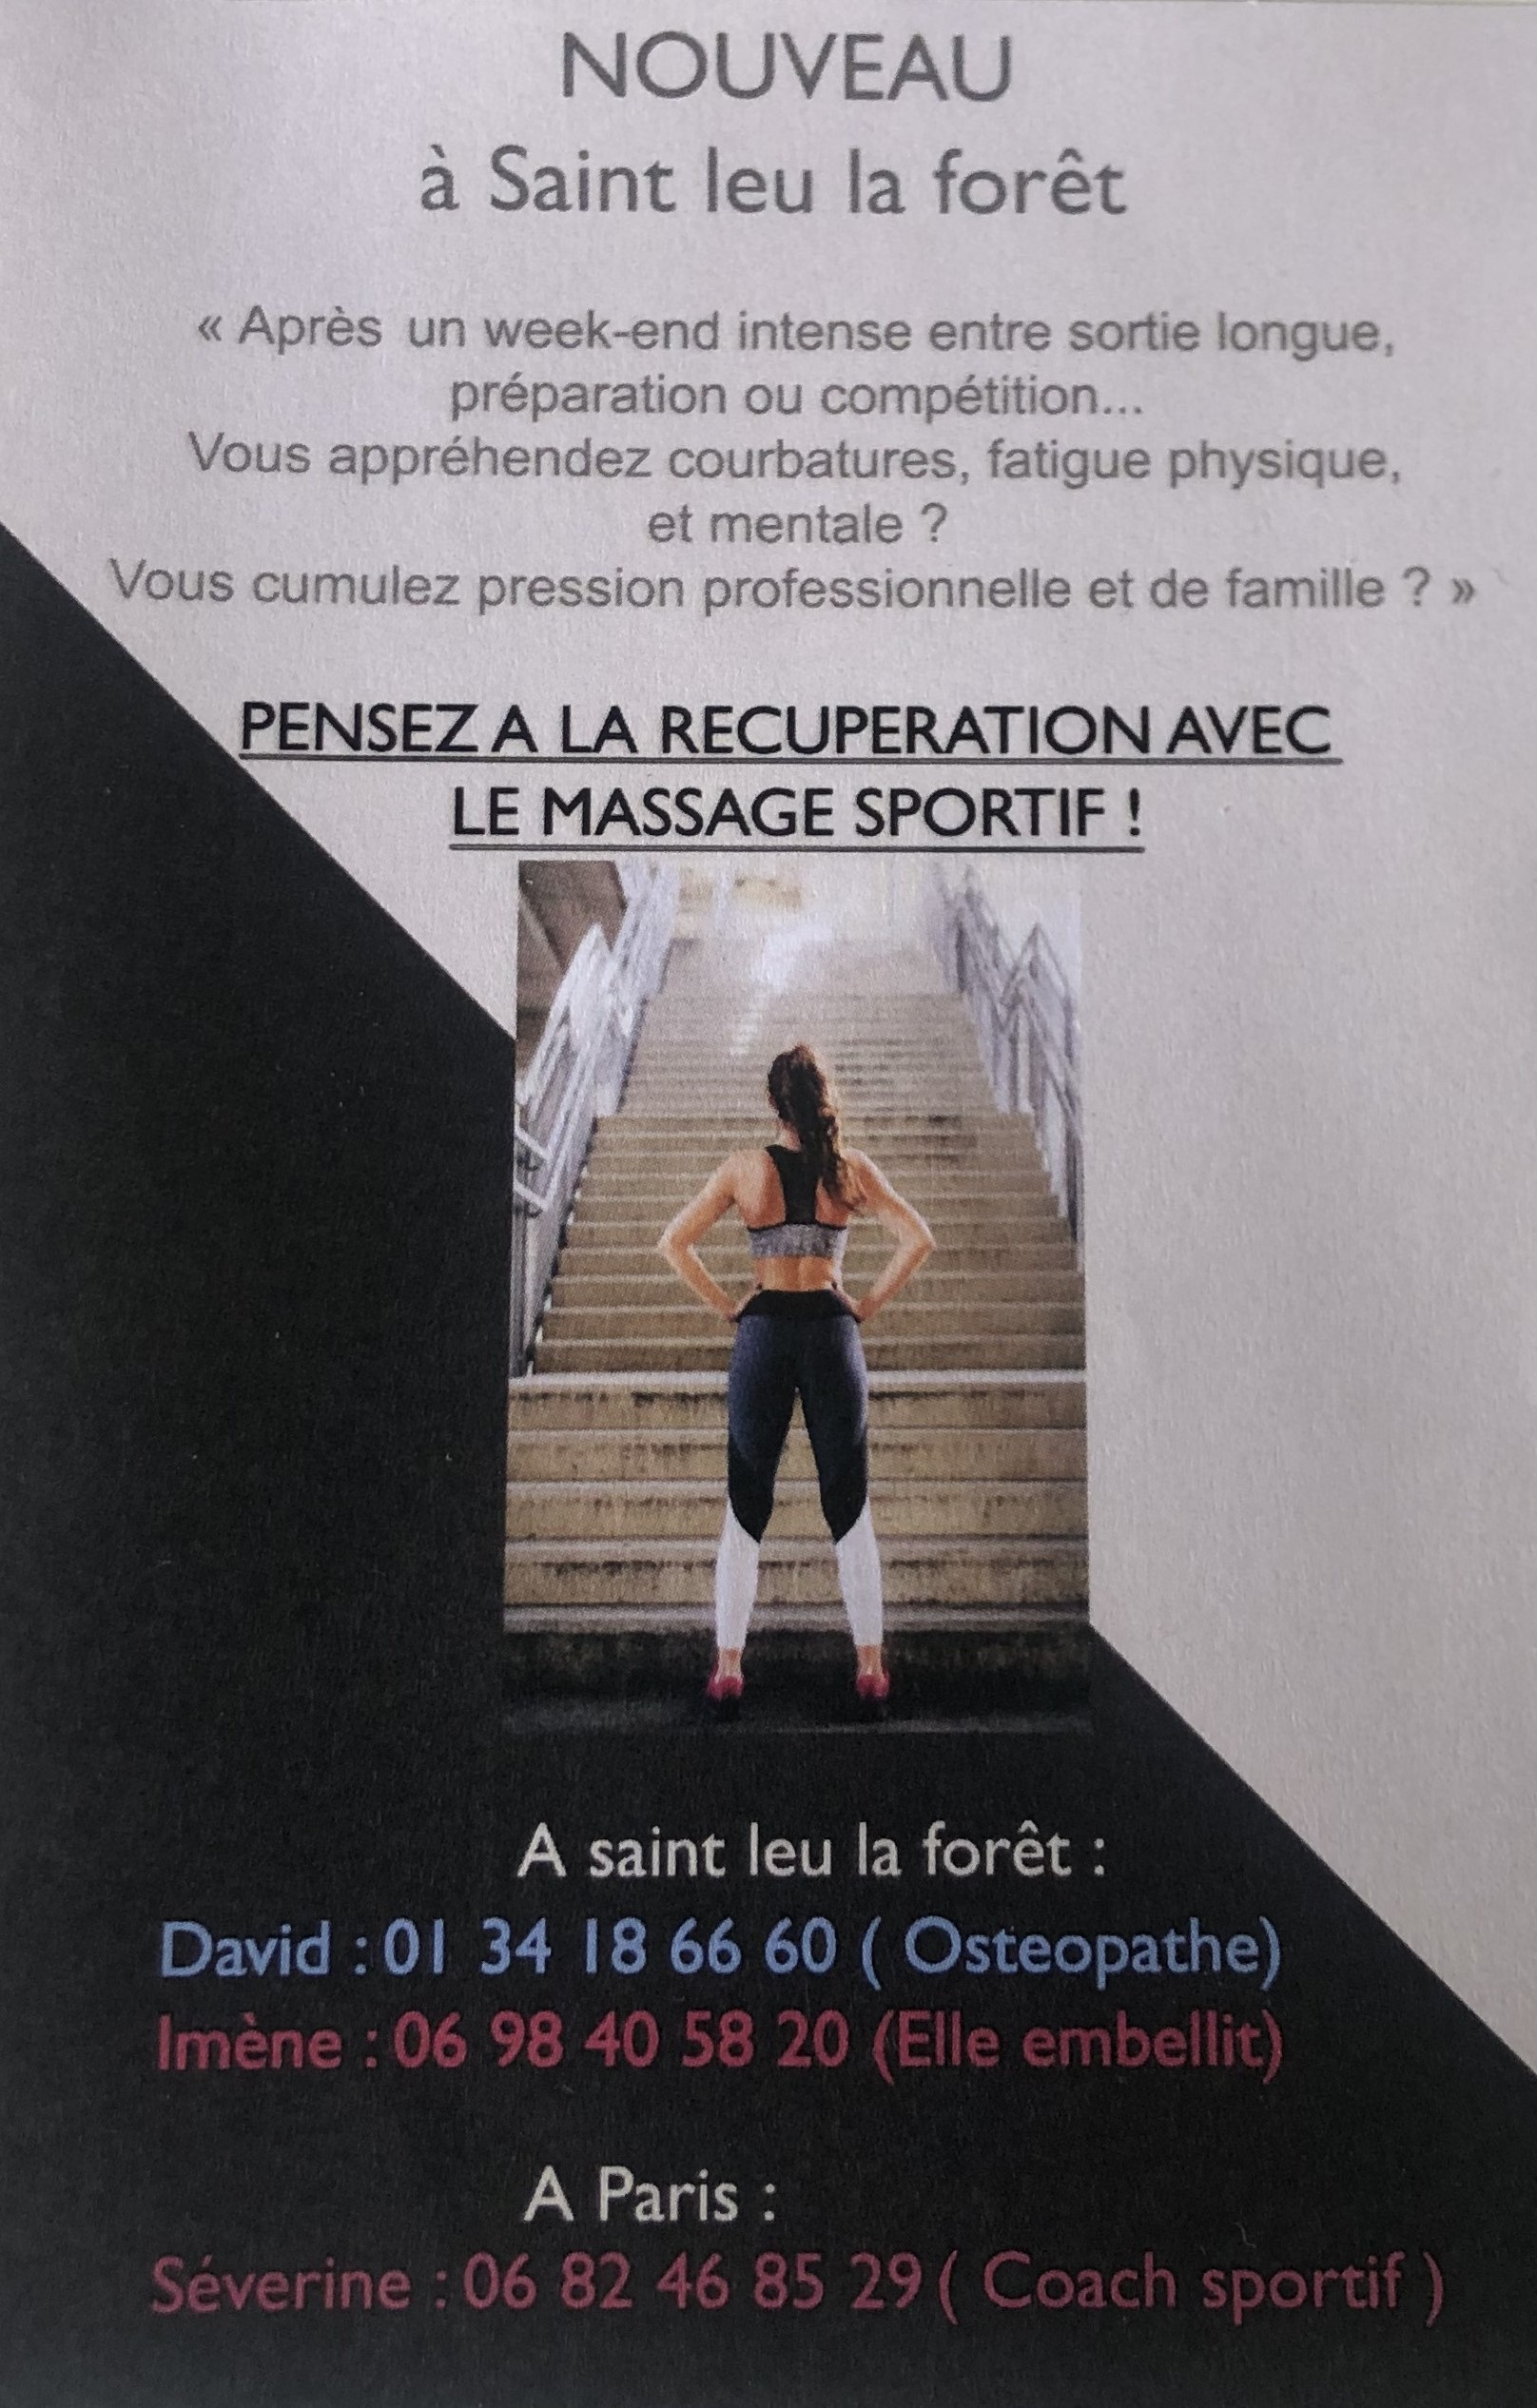 NOUVEAU
à Saint leu la forêt
« Après un week-end intense entre sortie longue,
préparation ou compétition...
Vous appréhendez courbatures, fatigue physique,
et mentale ?
Vous cumulez pression professionnelle et de famille ? »
PENSEZ A LA RECUPERATION AVEC
LE MASSAGE SPORTIF !
A saint leu la forêt :
David : 01 34 18 66 60 ( Osteopathe)
Imène : 06 98 40 58 20 (Elle embellit)
A Paris :
Séverine : 06 82 46 85 29 ( Coach sportif )